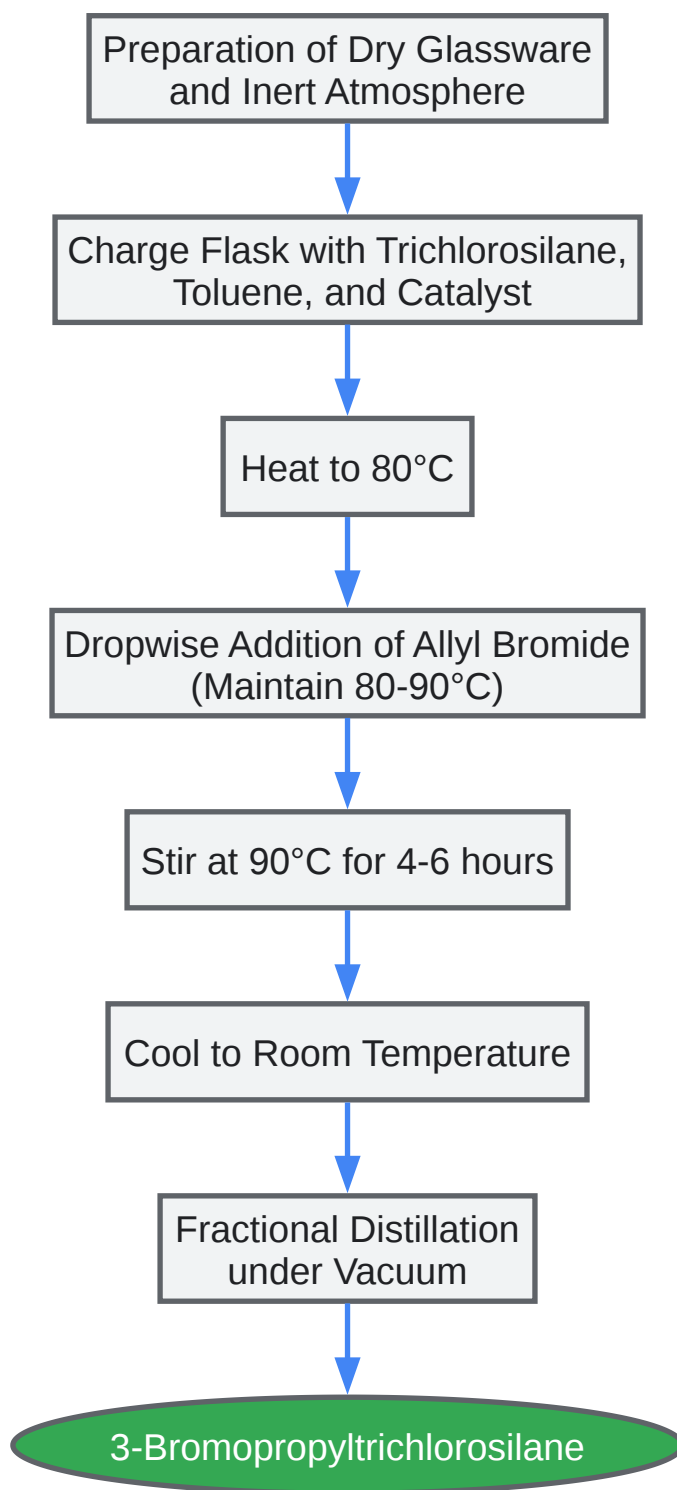 Preparation of Dry Glassware
and Inert Atmosphere
Charge Flask with Trichlorosilane,
Toluene, and Catalyst
Heat to 80°C
Dropwise Addition of Allyl Bromide
(Maintain 80-90°C)
Stir at 90°C for 4-6 hours
Cool to Room Temperature
Fractional Distillation
under Vacuum
3-Bromopropyltrichlorosilane